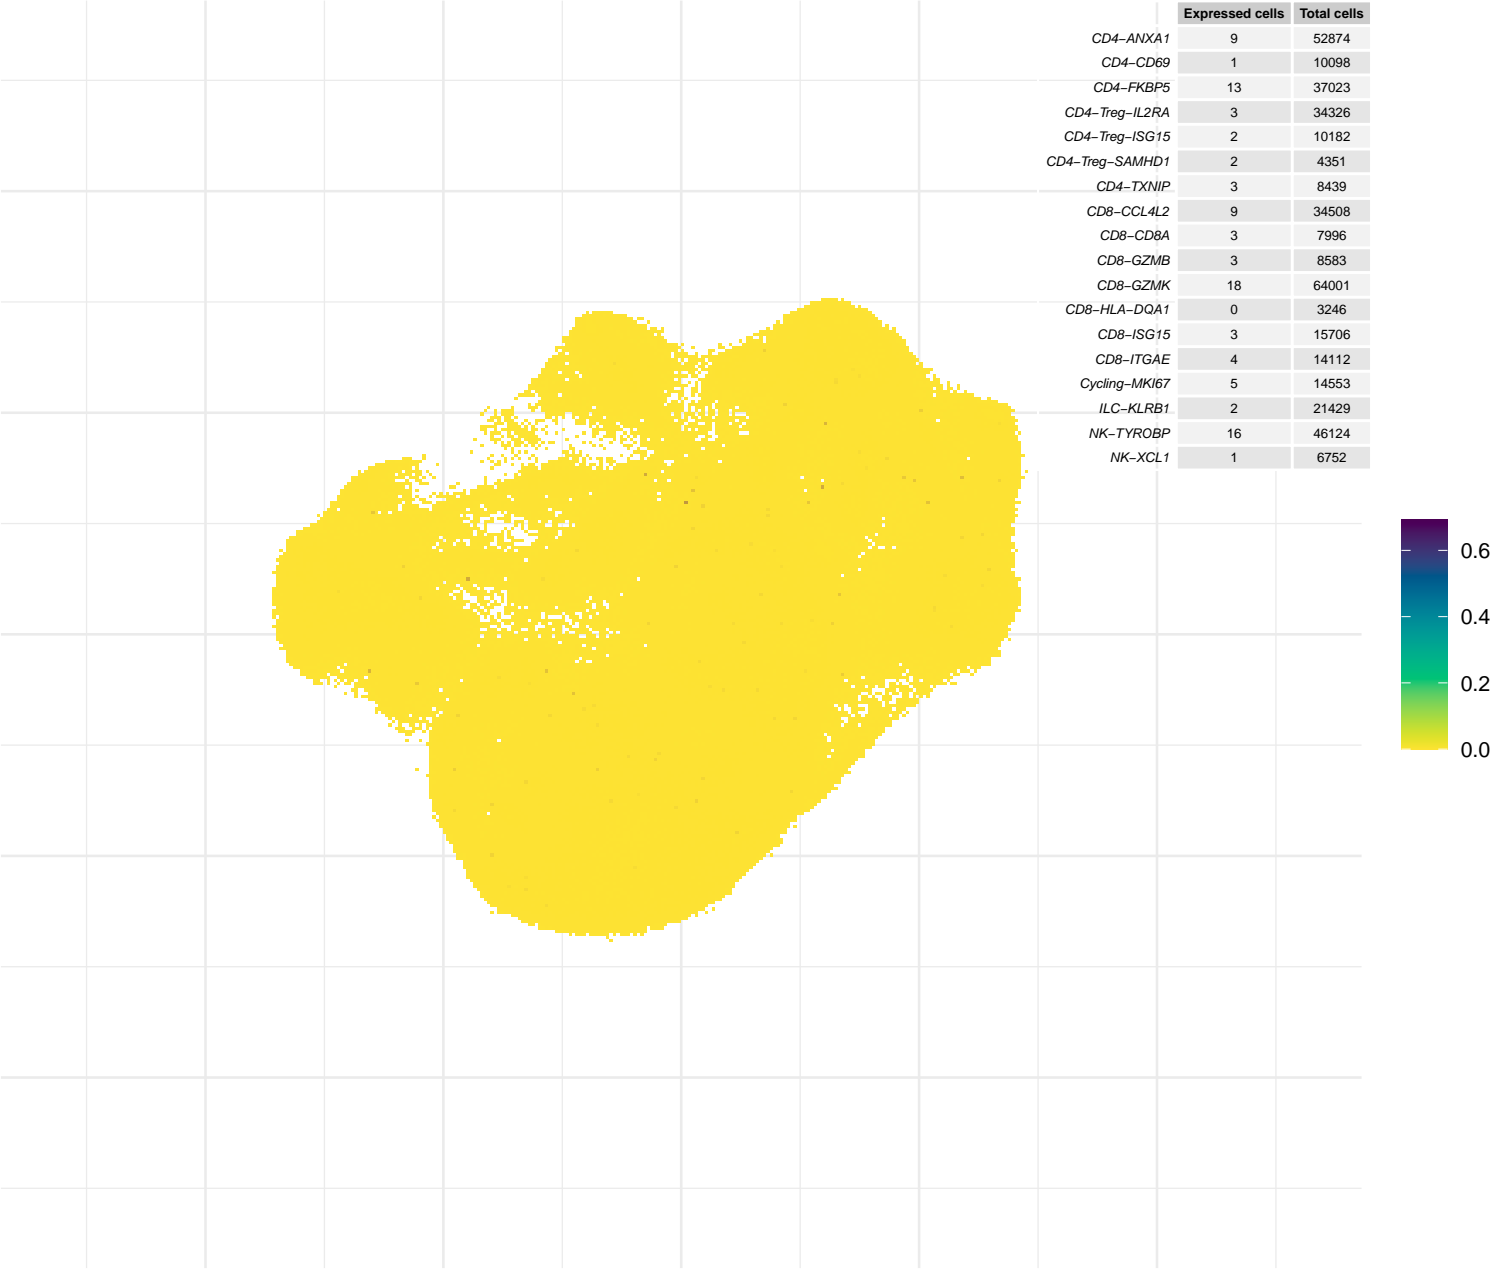 Expressed cells Total cells
CD4−ANXA1 9 52874
CD4−CD69 1 10098
CD4−FKBP5 13 37023
CD4−Treg−IL2RA 3 34326
CD4−Treg−ISG15 2 10182
CD4−Treg−SAMHD1 2 4351
CD4−TXNIP 3 8439
CD8−CCL4L2 9 34508
CD8−CD8A 3 7996
CD8−GZMB 3 8583
CD8−GZMK 18 64001
CD8−HLA−DQA1 0 3246
CD8−ISG15 3 15706
CD8−ITGAE 4 14112
Cycling−MKI67 5 14553
ILC−KLRB1 2 21429
NK−TYROBP 16 46124
NK−XCL1 1 6752
0.6
0.4
0.2
0.0